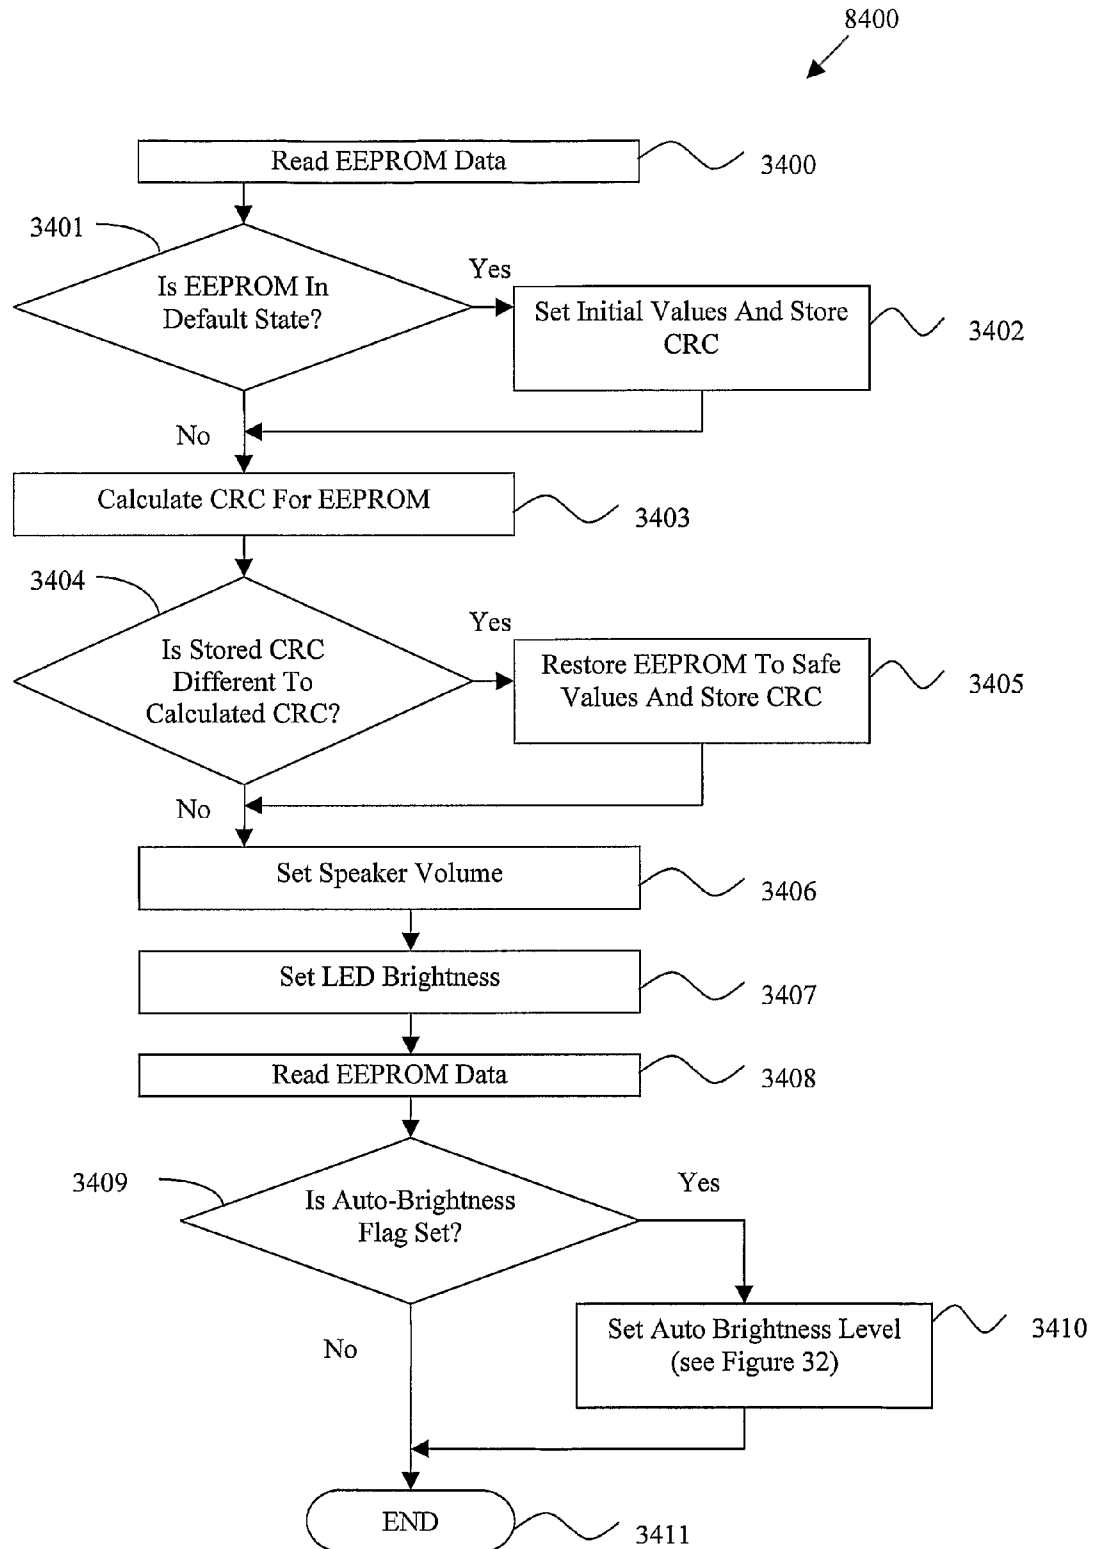 8400
Read EEPROM Data
3400
3401
Is EEPROM In
Default State?
Yes
Set Initial Values And Store
CRC
3402
No
Calculate CRC For EEPROM
3403
3404
Is Stored CRC
Different To
Calculated CRC?
Yes
Restore EEPROM To Safe
Values And Store CRC
3405
No
Set Speaker Volume
3406
Set LED Brightness
3407
Read EEPROM Data
3408
3409
Is Auto-Brightness
Flag Set?
Yes
Set Auto Brightness Level
(see Figure 32)
3410
No
END
3411